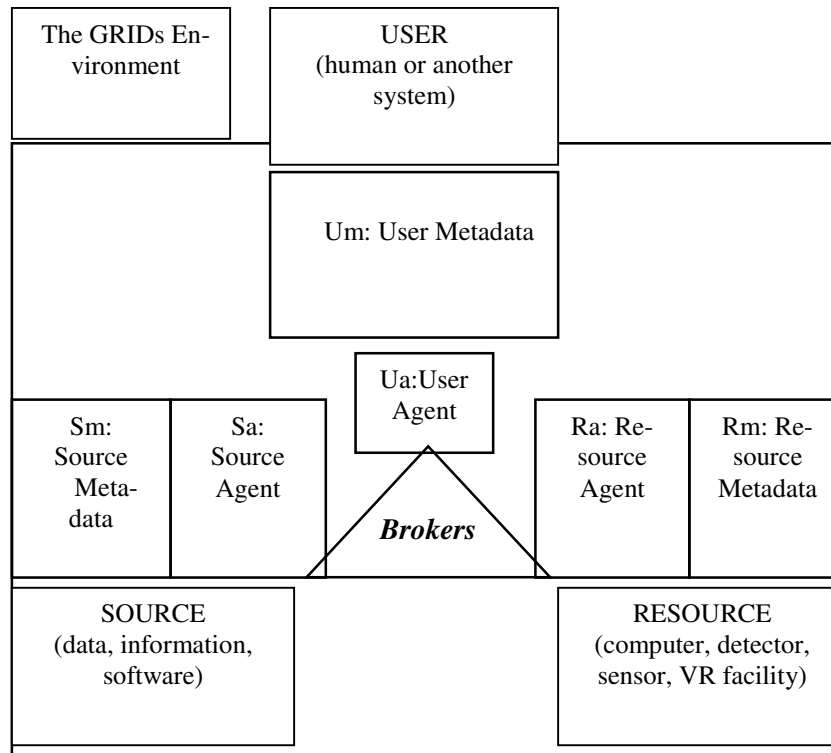 The GRIDs En-
vironment
USER
(human or another
system)
Um: User Metadata
Ua:User
Agent
Sm:
Source
Meta-
data
Sa:
Source
Agent
Brokers
Ra: Re-
source
Agent
Rm: Re-
source
Metadata
SOURCE
(data, information,
software)
RESOURCE
(computer, detector,
sensor, VR facility)